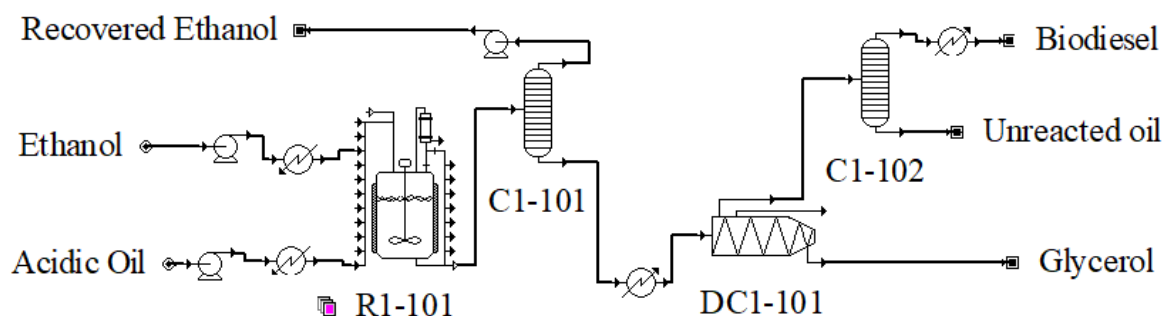 Recovered Ethanol
Biodiesel
Ethanol
Unreacted oil
C1-101
C1-102
Acidic Oil
Glycerol
R1-101
DC1-101